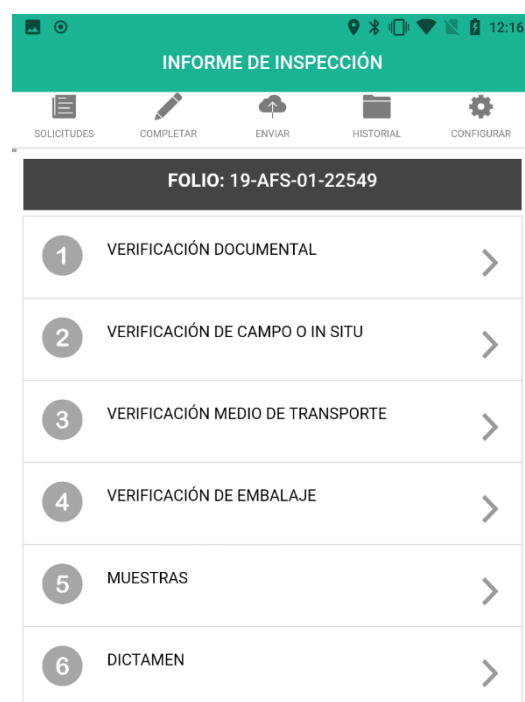 12:16
INFORME DE INSPECCIÓN
SOLICITUDES COMPLETAR ENVIAR HISTORIAL CONFIGURAR
FOLIO: 19-AFS-01-22549
1 VERIFICACIÓN DOCUMENTAL
2 VERIFICACIÓN DE CAMPO O IN SITU
3 VERIFICACIÓN MEDIO DE TRANSPORTE
4 VERIFICACIÓN DE EMBALAJE
5 MUESTRAS
6 DICTAMEN